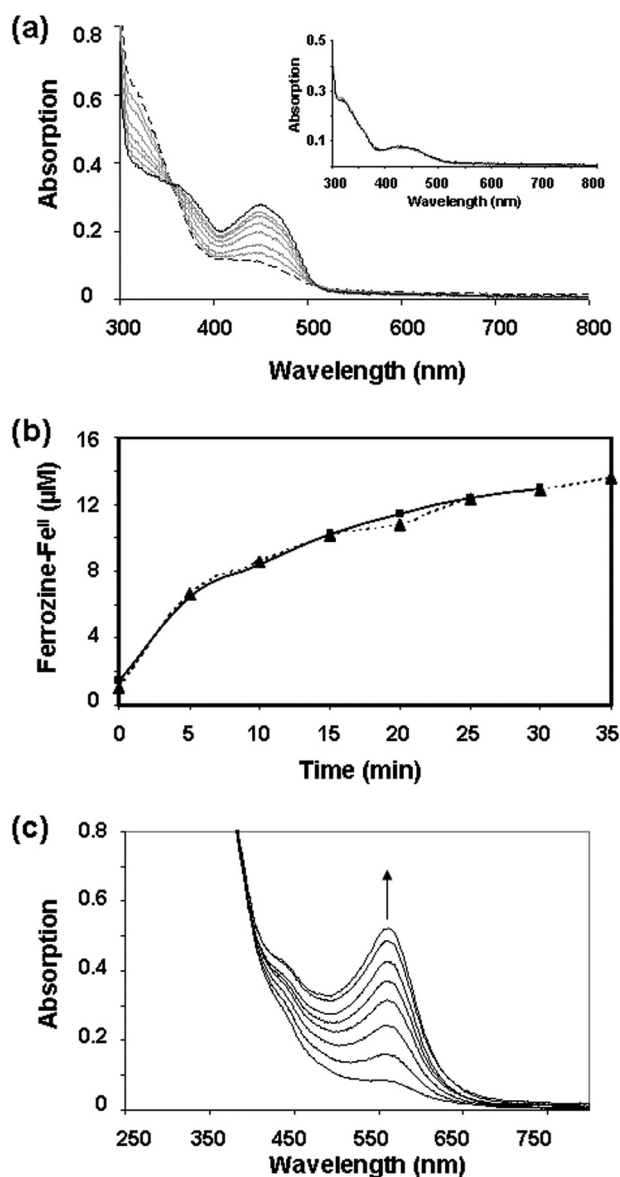 (a)
0.8
0.6
0.4
0.2
0
Absorption
300 400 500 600 700 800
Wavelength (nm)
0.5
0.3
0.1
Absorption
300 400 500 600 700 800
Wavelength (nm)
(b)
16
12
8
4
0
Ferrozine-Feᴵᴵ (µM)
0 5 10 15 20 25 30 35
Time (min)
(c)
0.8
0.6
0.4
0.2
0
Absorption
250 350 450 550 650 750
Wavelength (nm)